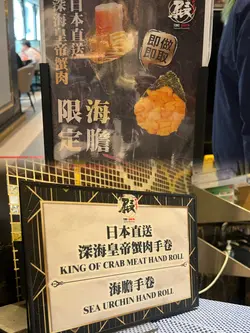 日本直送
深海皇帝蟹肉
即做
即取
海膽
限定
日本直送
深海皇帝蟹肉手卷
KING OF CRAB MEAT HAND ROLL
海膽手卷
SEA URCHIN HAND ROLL